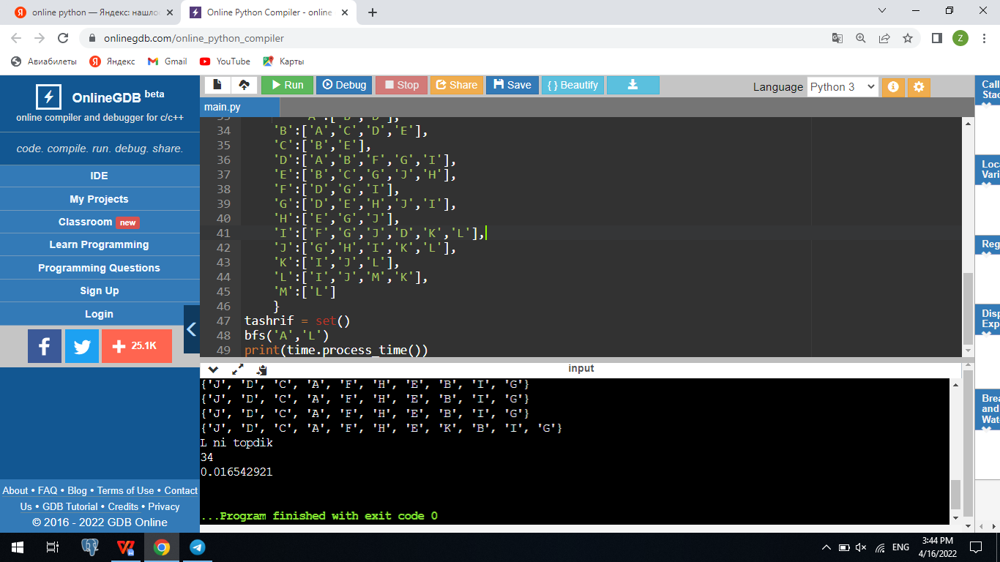 online python — Яндекс: нашло
Online Python Compiler - online
onlinegdb.com/online_python_compiler
Z
Авиабилеты
Яндекс
Gmail
YouTube
Карты
OnlineGDB beta
online compiler and debugger for c/c++
code. compile. run. debug. share.
IDE
My Projects
Classroom new
Learn Programming
Programming Questions
Sign Up
Login
25.1K
About • FAQ • Blog • Terms of Use • Contact
Us • GDB Tutorial • Credits • Privacy
© 2016 - 2022 GDB Online
Run
Debug
Stop
Share
Save
{ } Beautify
Language
Python 3
main.py
33 'A':['B','D'],
34 'B':['A','C','D','E'],
35 'C':['B','E'],
36 'D':['A','B','F','G','I'],
37 'E':['B','C','G','J','H'],
38 'F':['D','G','I'],
39 'G':['D','E','H','J','I'],
40 'H':['E','G','J'],
41 'I':['F','G','J','D','K','L'],
42 'J':['G','H','I','K','L'],
43 'K':['I','J','L'],
44 'L':['I','J','M','K'],
45 'M':['L']
46 }
47 tashrif = set()
48 bfs('A','L')
49 print(time.process_time())
input
{'J', 'D', 'C', 'A', 'F', 'H', 'E', 'B', 'I', 'G'}
{'J', 'D', 'C', 'A', 'F', 'H', 'E', 'B', 'I', 'G'}
{'J', 'D', 'C', 'A', 'F', 'H', 'E', 'B', 'I', 'G'}
{'J', 'D', 'C', 'A', 'F', 'H', 'E', 'K', 'B', 'I', 'G'}
L ni topdik
34
0.016542921
...Program finished with exit code 0
Call
Stac
Loca
Vari
Reg
Disp
Exp
Brea
and
Wat
ENG
3:44 PM
4/16/2022